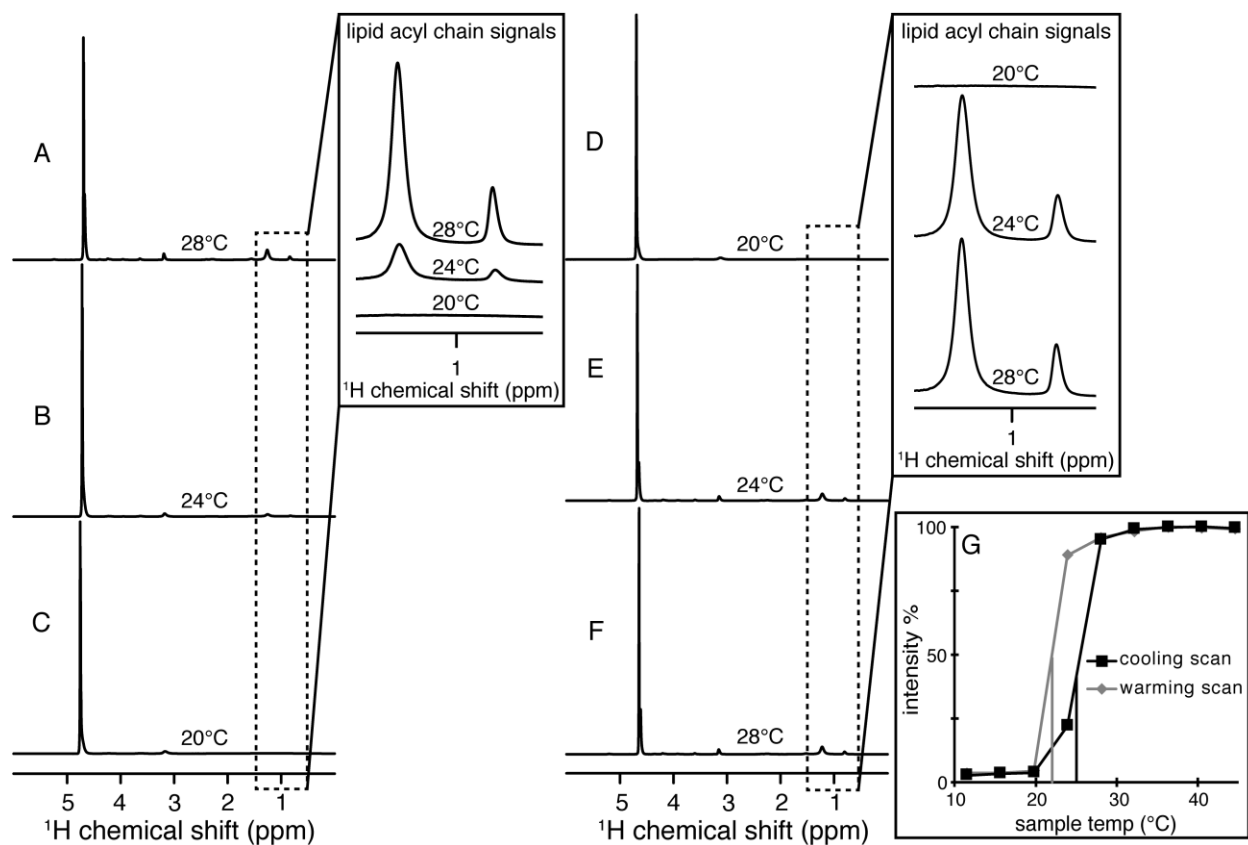 A
28°C
B
24°C
C
20°C
5 4 3 2 1
¹H chemical shift (ppm)
lipid acyl chain signals
28°C
24°C
20°C
1
¹H chemical shift (ppm)
D
20°C
E
24°C
F
28°C
5 4 3 2 1
¹H chemical shift (ppm)
lipid acyl chain signals
20°C
24°C
28°C
1
¹H chemical shift (ppm)
G
100
50
0
intensity %
cooling scan
warming scan
10 20 30 40
sample temp (°C)